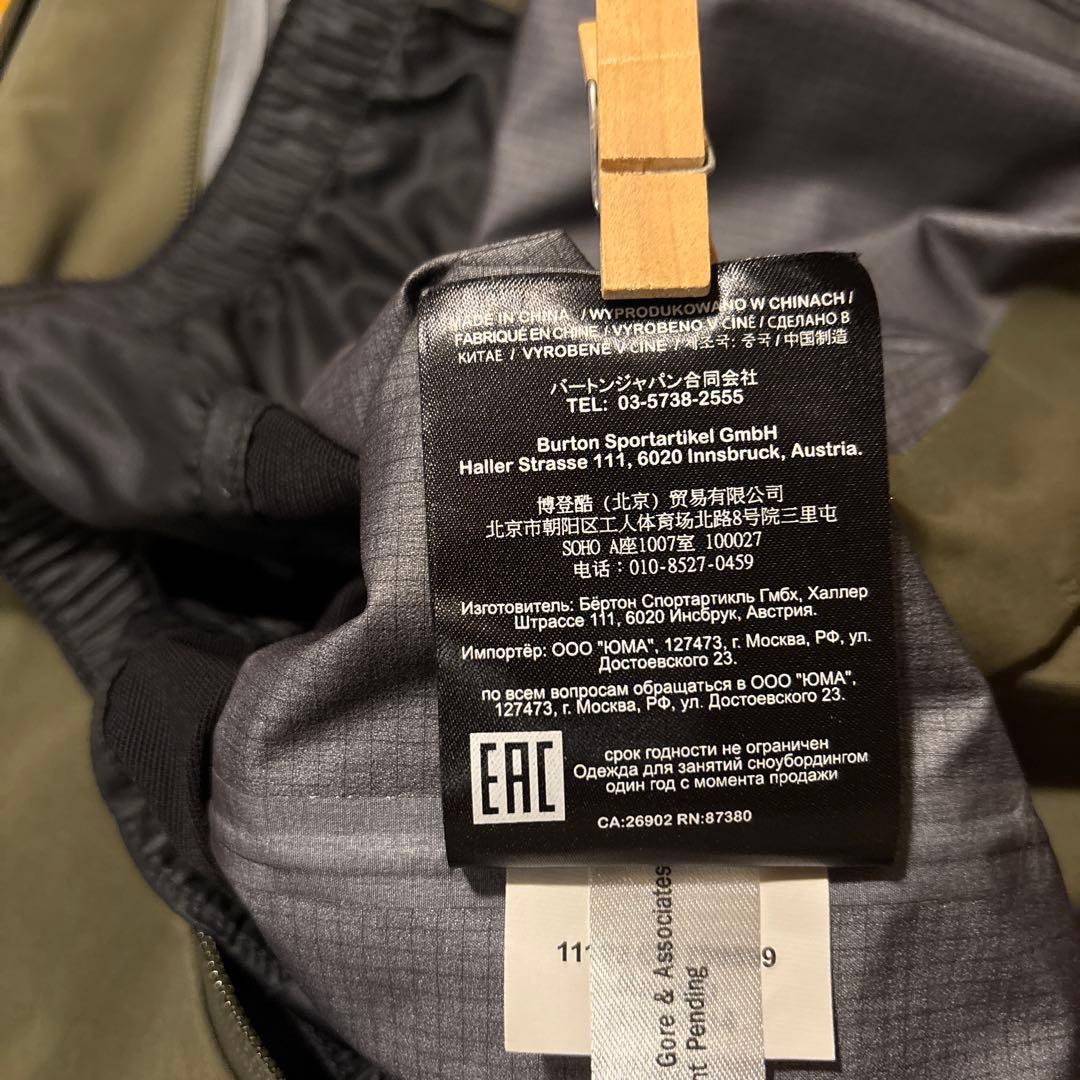 MADE IN CHINA / WYPRODUKOWANO W CHINACH /
FABRIQUÉ EN CHINE / VYROBENO V ČÍNĚ / СДЕЛАНО В
КИТАЕ / VYROBENÉ V ČÍNE / 제조국: 중국 / 中国制造
バートンジャパン合同会社
TEL: 03-5738-2555
Burton Sportartikel GmbH
Haller Strasse 111, 6020 Innsbruck, Austria.
博登酷（北京）贸易有限公司
北京市朝阳区工人体育场北路8号院三里屯
SOHO A座1007室 100027
电话：010-8527-0459
Изготовитель: Бёртон Спортартикль Гмбх, Халлер
Штрассе 111, 6020 Инсбрук, Австрия.
Импортёр: ООО "ЮМА", 127473, г. Москва, РФ, ул.
Достоевского 23.
по всем вопросам обращаться в ООО "ЮМА",
127473, г. Москва, РФ, ул. Достоевского 23.
EAC
срок годности не ограничен
Одежда для занятий сноубордингом
один год с момента продажи
CA:26902 RN:87380
Gore & Associates
Pending